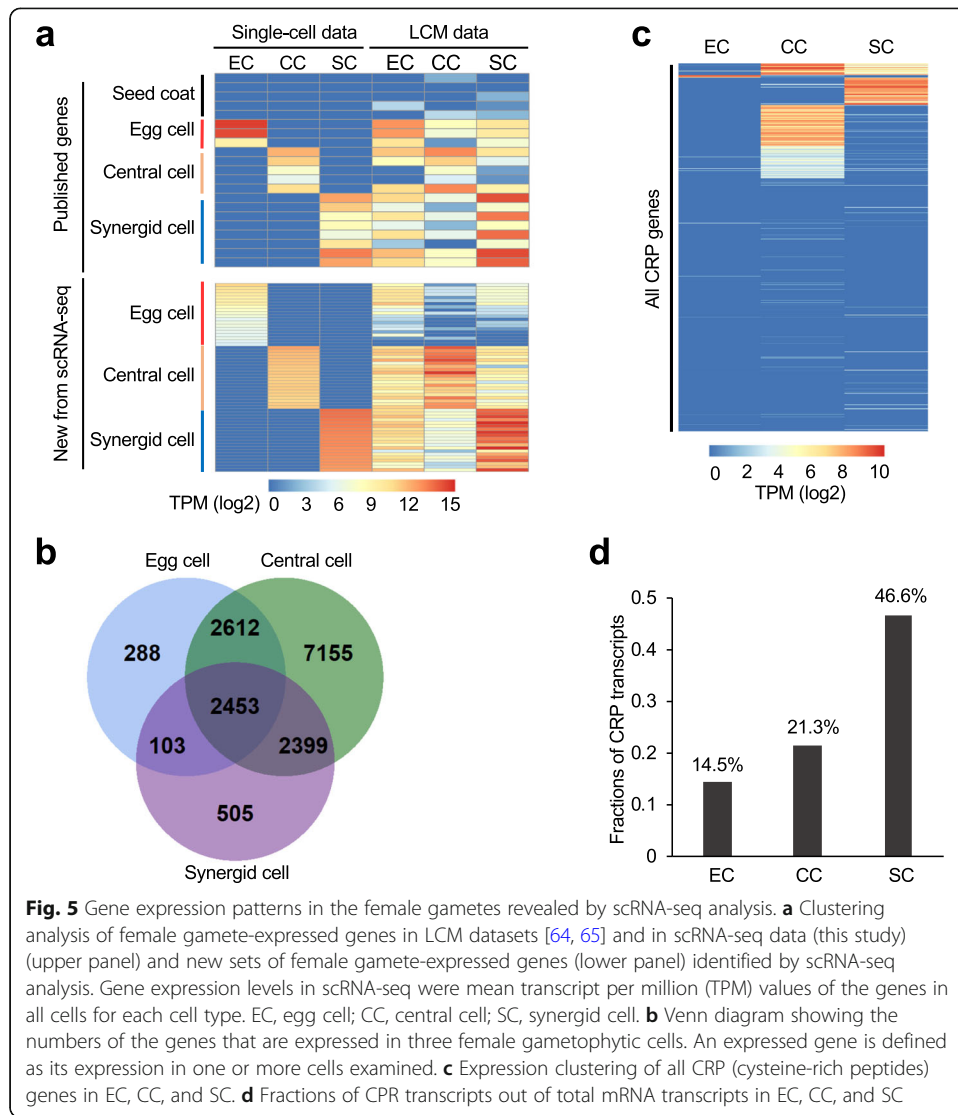 a
Single-cell data LCM data
EC CC SC EC CC SC
Published genes
Seed coat
Egg cell
Central cell
Synergid cell
New from scRNA-seq
Egg cell
Central cell
Synergid cell
TPM (log2)
0 3 6 9 12 15
c
EC CC SC
All CRP genes
0 2 4 6 8 10
TPM (log2)
b
Egg cell Central cell
288
2612
7155
2453
103
2399
505
Synergid cell
d
Fractions of CRP transcripts
0.5
0.4
0.3
0.2
0.1
0
14.5%
21.3%
46.6%
EC CC SC
Fig. 5 Gene expression patterns in the female gametes revealed by scRNA-seq analysis. a Clustering
analysis of female gamete-expressed genes in LCM datasets [64, 65] and in scRNA-seq data (this study)
(upper panel) and new sets of female gamete-expressed genes (lower panel) identified by scRNA-seq
analysis. Gene expression levels in scRNA-seq were mean transcript per million (TPM) values of the genes in
all cells for each cell type. EC, egg cell; CC, central cell; SC, synergid cell. b Venn diagram showing the
numbers of the genes that are expressed in three female gametophytic cells. An expressed gene is defined
as its expression in one or more cells examined. c Expression clustering of all CRP (cysteine-rich peptides)
genes in EC, CC, and SC. d Fractions of CPR transcripts out of total mRNA transcripts in EC, CC, and SC